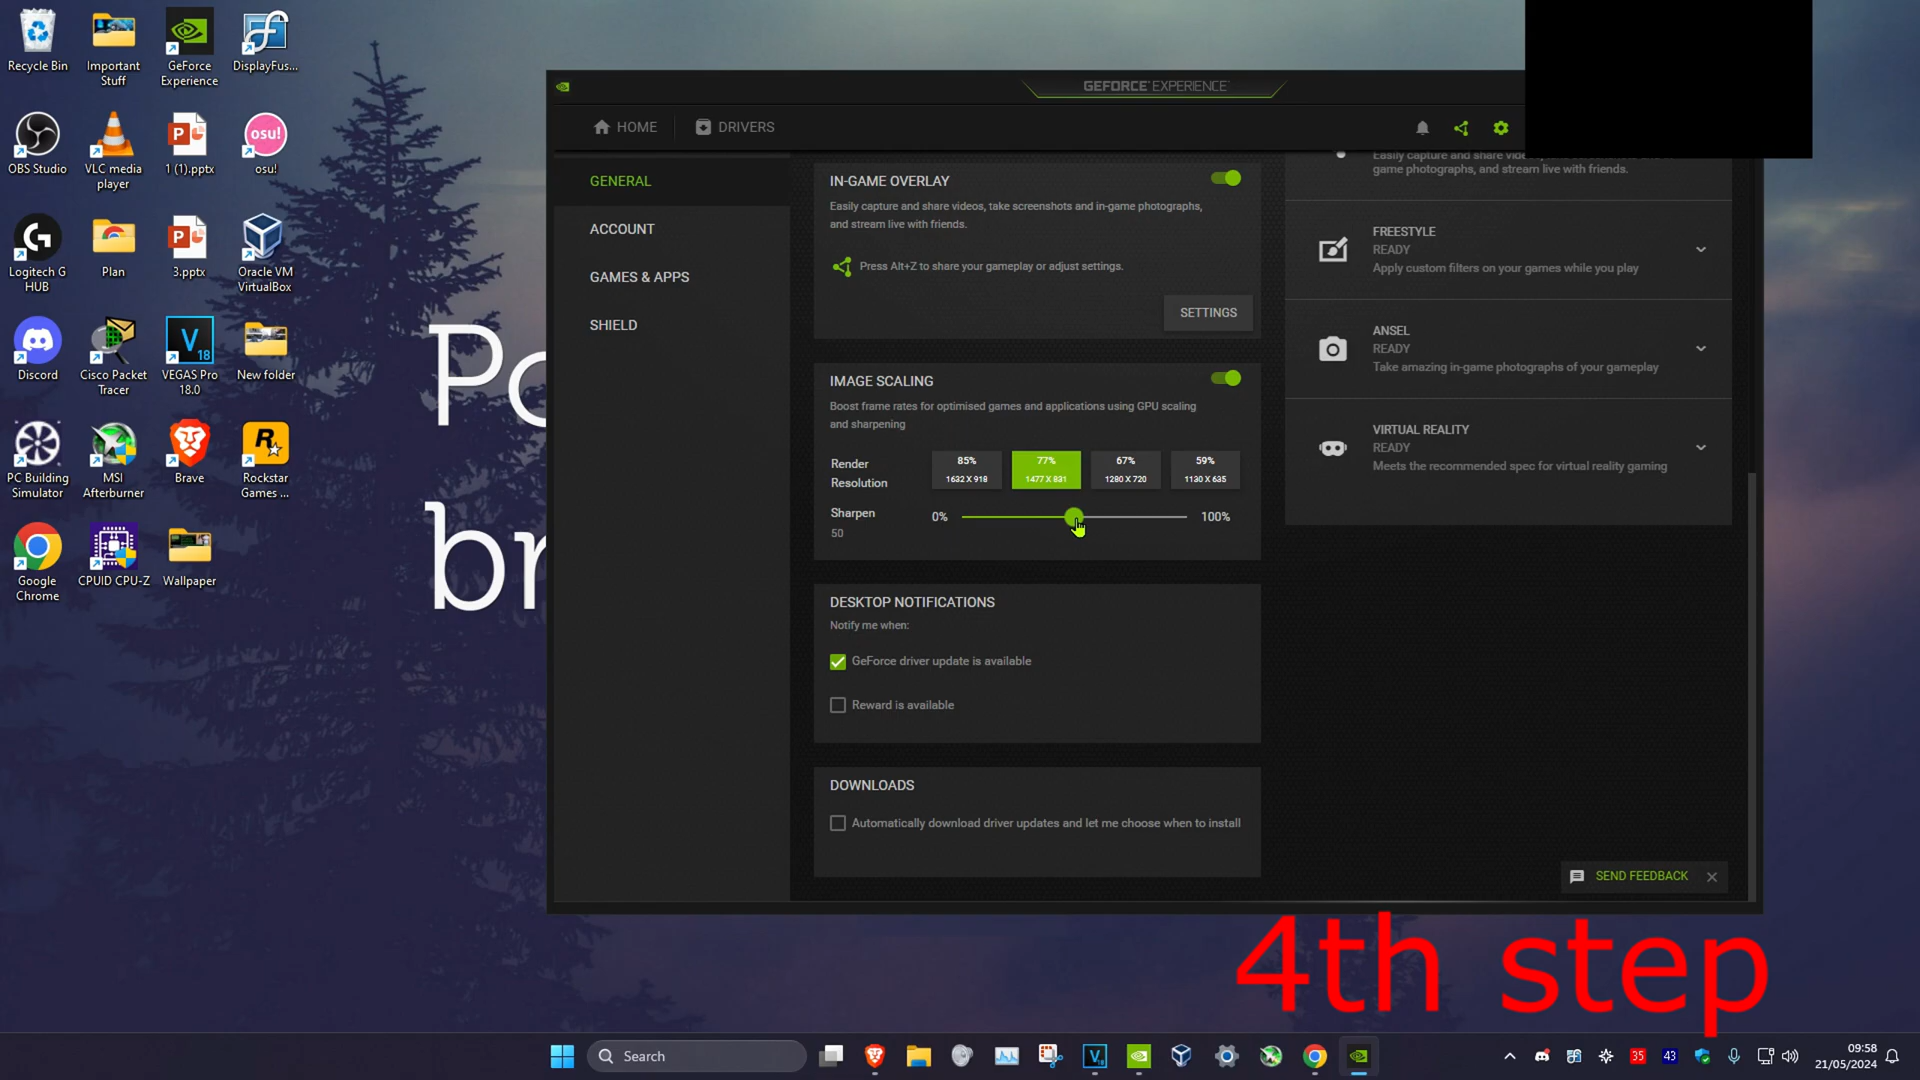 Recycle Bin
Important Stuff
GeForce Experience
DisplayFus...
OBS Studio
VLC media player
1 (1).pptx
osu!
osu!
Logitech G HUB
Plan
3.pptx
Oracle VM VirtualBox
Discord
Cisco Packet Tracer
V 18
VEGAS Pro 18.0
New folder
PC Building Simulator
MSI Afterburner
Brave
Rockstar Games ...
Google Chrome
CPUID CPU-Z
Wallpaper
Po
br
GEFORCE EXPERIENCE
HOME
DRIVERS
GENERAL
ACCOUNT
GAMES & APPS
SHIELD
IN-GAME OVERLAY
Easily capture and share videos, take screenshots and in-game photographs,
and stream live with friends.
Press Alt+Z to share your gameplay or adjust settings.
SETTINGS
IMAGE SCALING
Boost frame rates for optimised games and applications using GPU scaling
and sharpening
Render Resolution
85% 1632 X 918
77% 1477 X 831
67% 1280 X 720
59% 1130 X 635
Sharpen
50
0%
100%
DESKTOP NOTIFICATIONS
Notify me when:
GeForce driver update is available
Reward is available
DOWNLOADS
Automatically download driver updates and let me choose when to install
Easily capture and share
game photographs, and stream live with friends.
FREESTYLE
READY
Apply custom filters on your games while you play
ANSEL
READY
Take amazing in-game photographs of your gameplay
VIRTUAL REALITY
READY
Meets the recommended spec for virtual reality gaming
SEND FEEDBACK
4th step
Search
35
43
09:58
21/05/2024